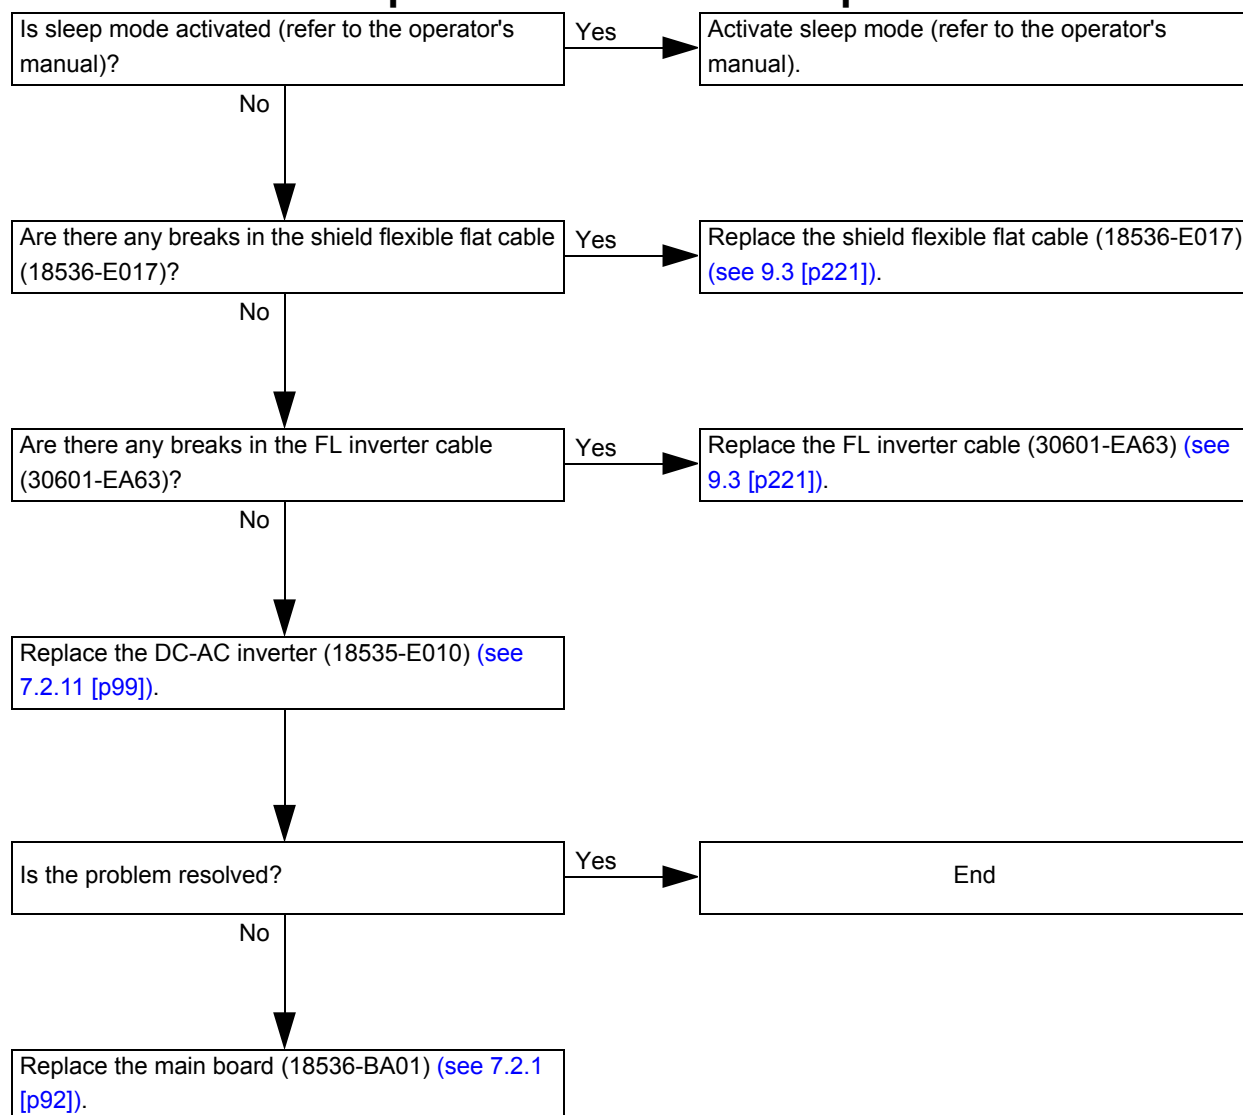 Is sleep mode activated (refer to the operator's
manual)?
Yes
Activate sleep mode (refer to the operator's
manual).
No
Are there any breaks in the shield flexible flat cable
(18536-E017)?
Yes
Replace the shield flexible flat cable (18536-E017)
(see 9.3 [p221]).
No
Are there any breaks in the FL inverter cable
(30601-EA63)?
Yes
Replace the FL inverter cable (30601-EA63) (see
9.3 [p221]).
No
Replace the DC-AC inverter (18535-E010) (see
7.2.11 [p99]).
Is the problem resolved?
Yes
End
No
Replace the main board (18536-BA01) (see 7.2.1
[p92]).